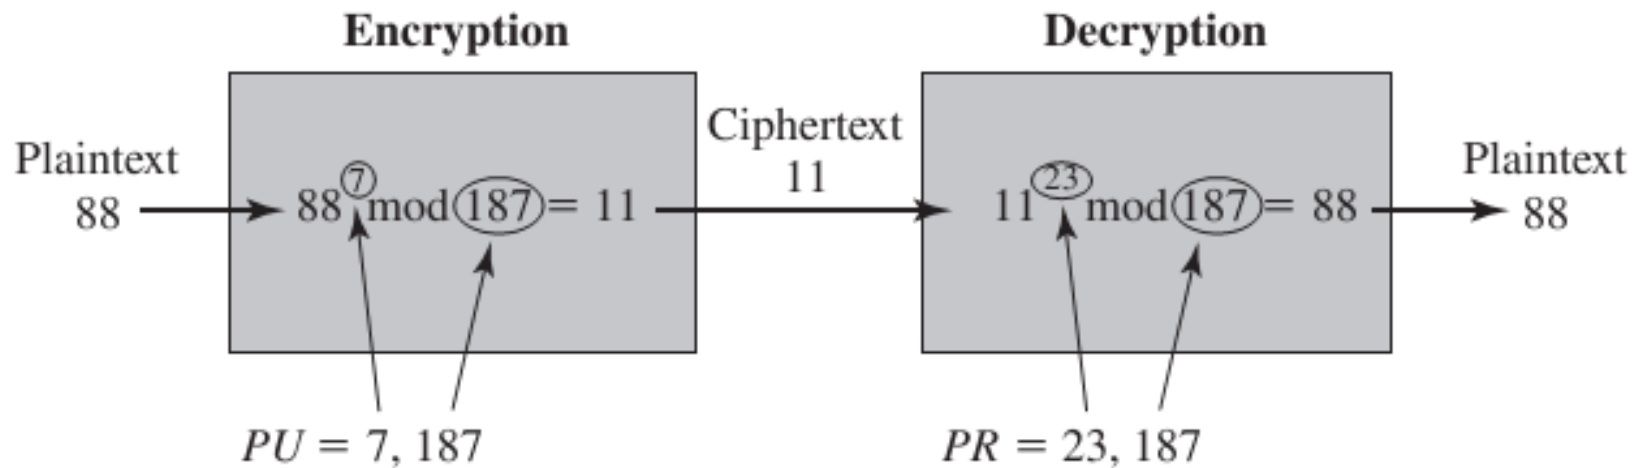 Encryption
Decryption
Plaintext
88
88^7 mod 187 = 11
Ciphertext
11
11^23 mod 187 = 88
Plaintext
88
PU = 7, 187
PR = 23, 187